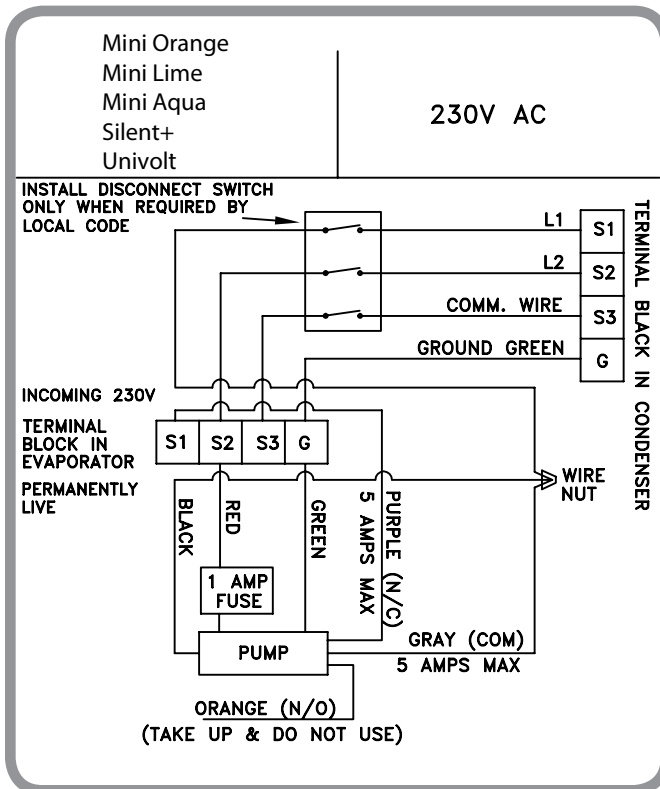 Mini Orange
Mini Lime
Mini Aqua
Silent+
Univolt
230V AC
INSTALL DISCONNECT SWITCH
ONLY WHEN REQUIRED BY
LOCAL CODE
L1
S1
L2
S2
COMM. WIRE
S3
GROUND GREEN
G
TERMINAL BLACK IN CONDENSER
INCOMING 230V
TERMINAL
BLOCK IN
EVAPORATOR
S1
S2
S3
G
PERMANENTLY
LIVE
WIRE
NUT
BLACK
RED
GREEN
PURPLE (N/C)
5 AMPS MAX
1 AMP
FUSE
PUMP
GRAY (COM)
5 AMPS MAX
ORANGE (N/O)
(TAKE UP & DO NOT USE)